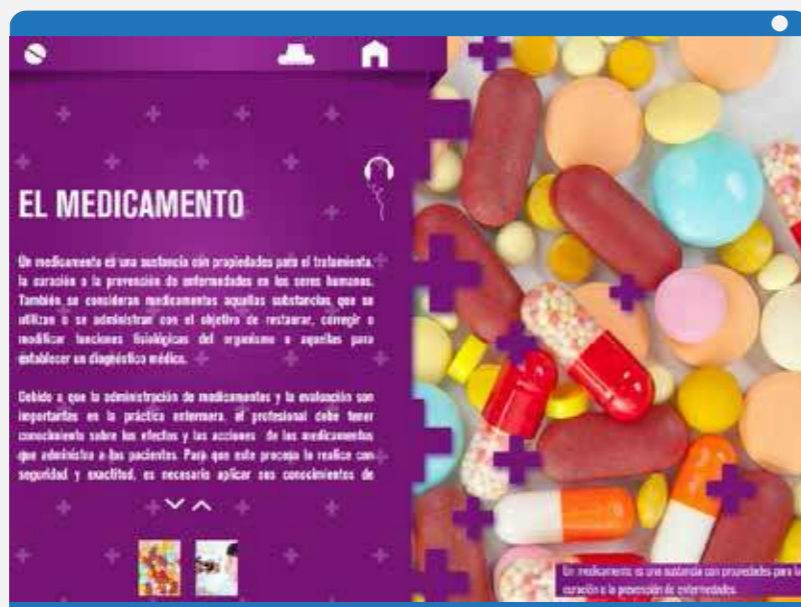 EL MEDICAMENTO
Un medicamento es una sustancia con propiedades para el tratamiento,
la curación o la prevención de enfermedades en los seres humanos.
También se consideran medicamentos aquellas substancias que se
utilizan o se administran con el objetivo de restaurar, corregir o
modificar funciones fisiológicas del organismo o aquellas para
establecer un diagnóstico médico.
Debido a que la administración de medicamentos y la evaluación son
importantes en la práctica enfermera, el profesional debe tener
conocimiento sobre los efectos y las acciones de los medicamentos
que administra a los pacientes. Para que este proceso lo realice con
seguridad y exactitud, es necesario aplicar sus conocimientos de
Un medicamento es una sustancia con propiedades para la
curación o la prevención de enfermedades.